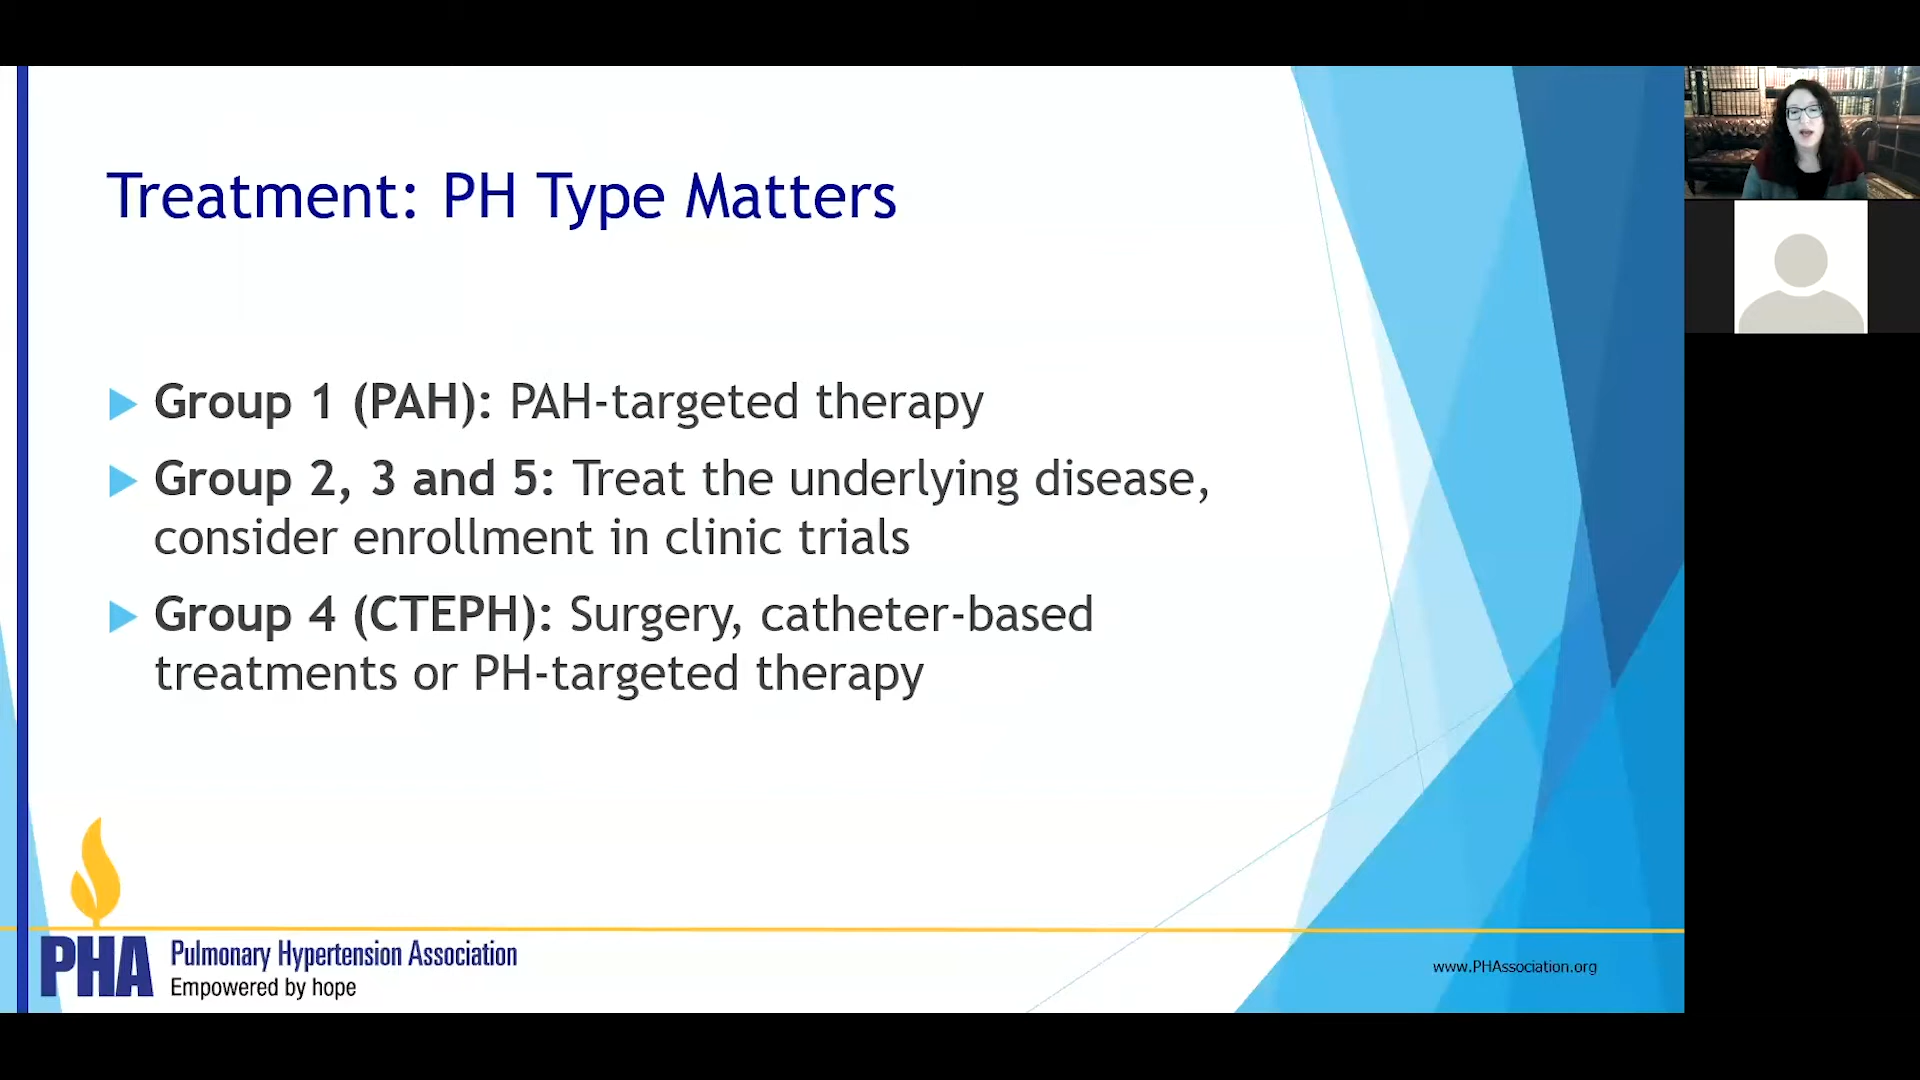 Treatment: PH Type Matters
Group 1 (PAH): PAH-targeted therapy
Group 2, 3 and 5: Treat the underlying disease,
consider enrollment in clinic trials
Group 4 (CTEPH): Surgery, catheter-based
treatments or PH-targeted therapy
PHA
Pulmonary Hypertension Association
Empowered by hope
www.PHAssociation.org